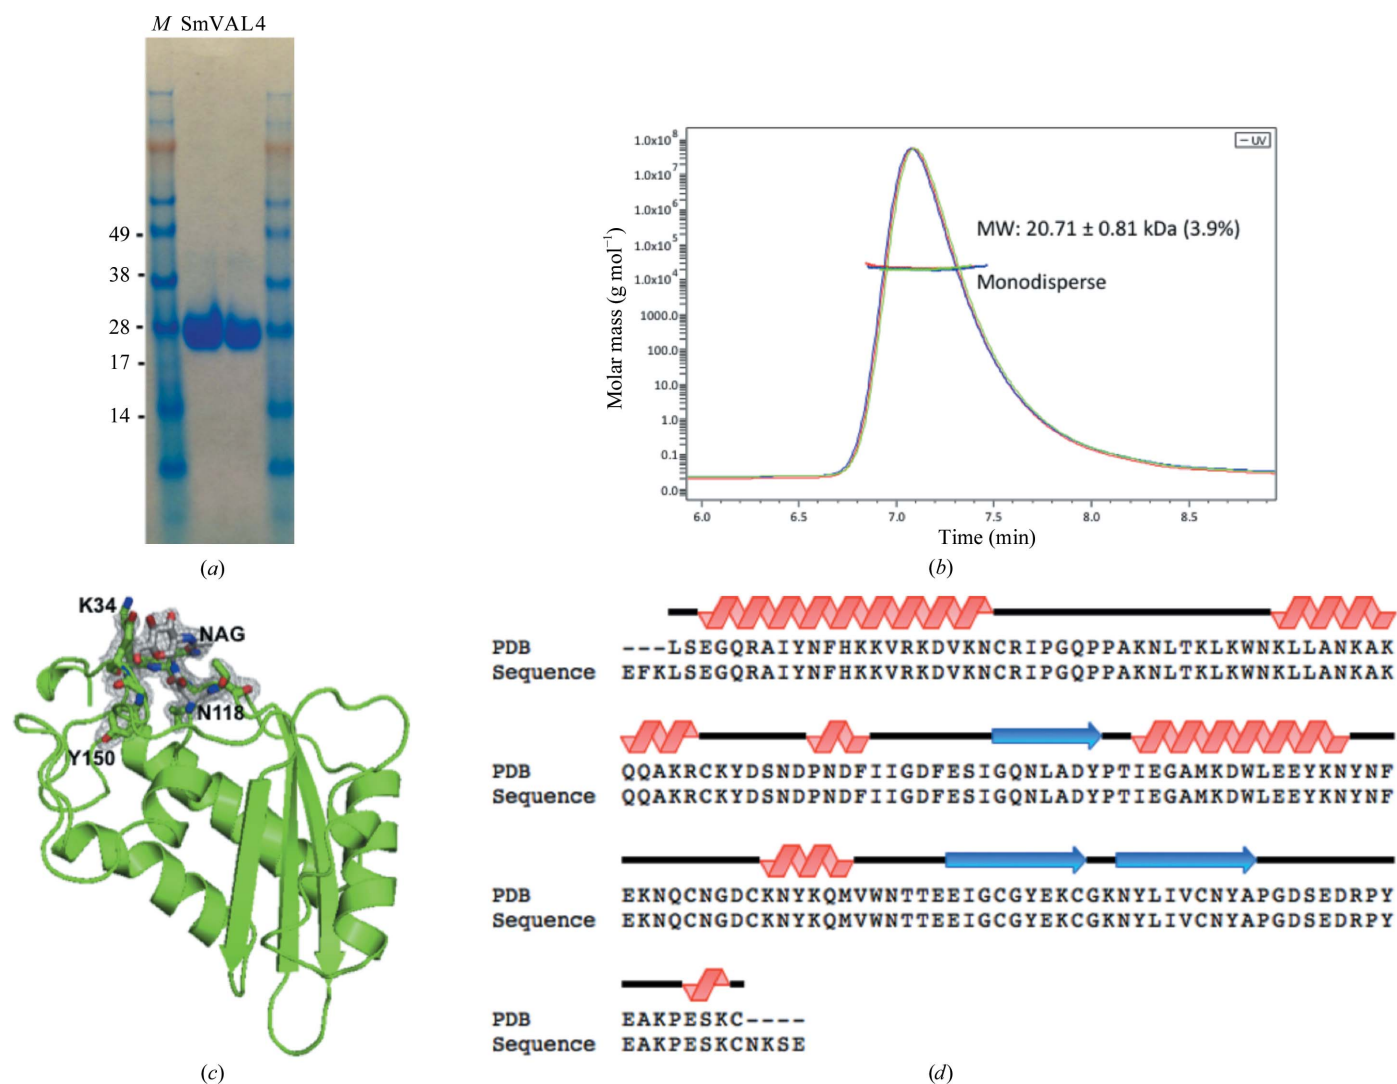 M SmVAL4
49
38
28
17
14
(a)
UV
1.0x10⁸
1.0x10⁷
1.0x10⁶
1.0x10⁵
1.0x10⁴
1000.0
100.0
10.0
1.0
0.1
0.0
Molar mass (g mol⁻¹)
MW: 20.71 ± 0.81 kDa (3.9%)
Monodisperse
6.0 6.5 7.0 7.5 8.0 8.5
Time (min)
(b)
K34
NAG
N118
Y150
(c)
PDB ---LSEGQRAIYNFHKKVRKDVKNCRIPGQPPAKNLTKLKWNKLLANKAK
Sequence EFKLSEGQRAIYNFHKKVRKDVKNCRIPGQPPAKNLTKLKWNKLLANKAK
PDB QQAKRCKYDSNDPNDFIIGDFESIGQNLADYPTIEGAMKDWLEEYKNYNF
Sequence QQAKRCKYDSNDPNDFIIGDFESIGQNLADYPTIEGAMKDWLEEYKNYNF
PDB EKNQCNGDCKNYKQMVWNTTEEIGCGYEKCGKNYLIVCNYAPGDSEDRPY
Sequence EKNQCNGDCKNYKQMVWNTTEEIGCGYEKCGKNYLIVCNYAPGDSEDRPY
PDB EAKPESKC----
Sequence EAKPESKCNKSE
(d)